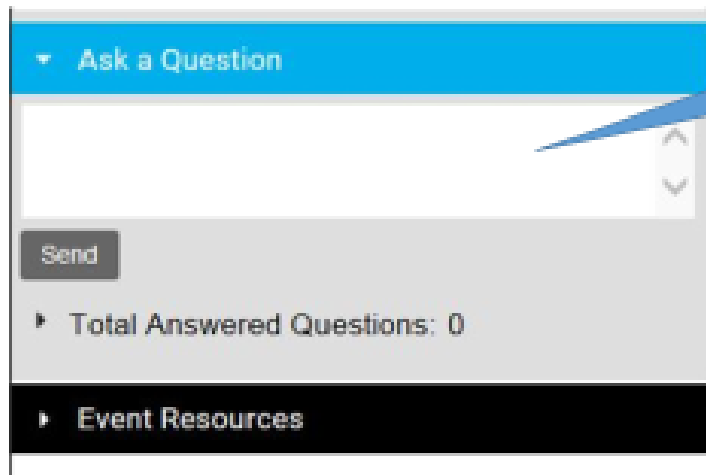 Ask a Question
Send
Total Answered Questions: 0
Event Resources